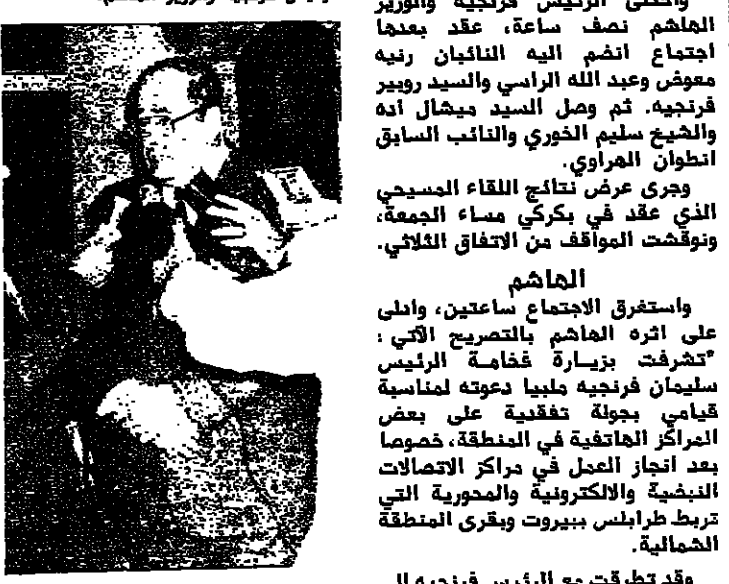 واختلى الرئيس فرنجيه والوزير
الهاشم نصف ساعة، عقد بعدها
اجتماع انضم اليه النائبان رنيه
معوض وعبد الله الراسي والسيد روبير
فرنجيه. ثم وصل السيد ميشال اده
والشيخ سليم الخوري والنائب السابق
انطوان الهراوي.
وجرى عرض نتائج اللقاء المسيحي
الذي عقد في بكركي مساء الجمعة،
ونوقشت المواقف من الاتفاق الثلاثي.
الهاشم
واستغرق الاجتماع ساعتين، وادلى
على اثره الهاشم بالتصريح الآتي :
"تشرفت بزيارة فخامة الرئيس
سليمان فرنجيه ملبيا دعوته لمناسبة
قيامي بجولة تفقدية على بعض
المراكز الهاتفية في المنطقة، خصوصا
بعد انجاز العمل في مراكز الاتصالات
النبضية والالكترونية والمحورية التي
تربط طرابلس ببيروت وبقرى المنطقة
الشمالية.
وقد تطرقت مع الرئيس فرنجيه الى